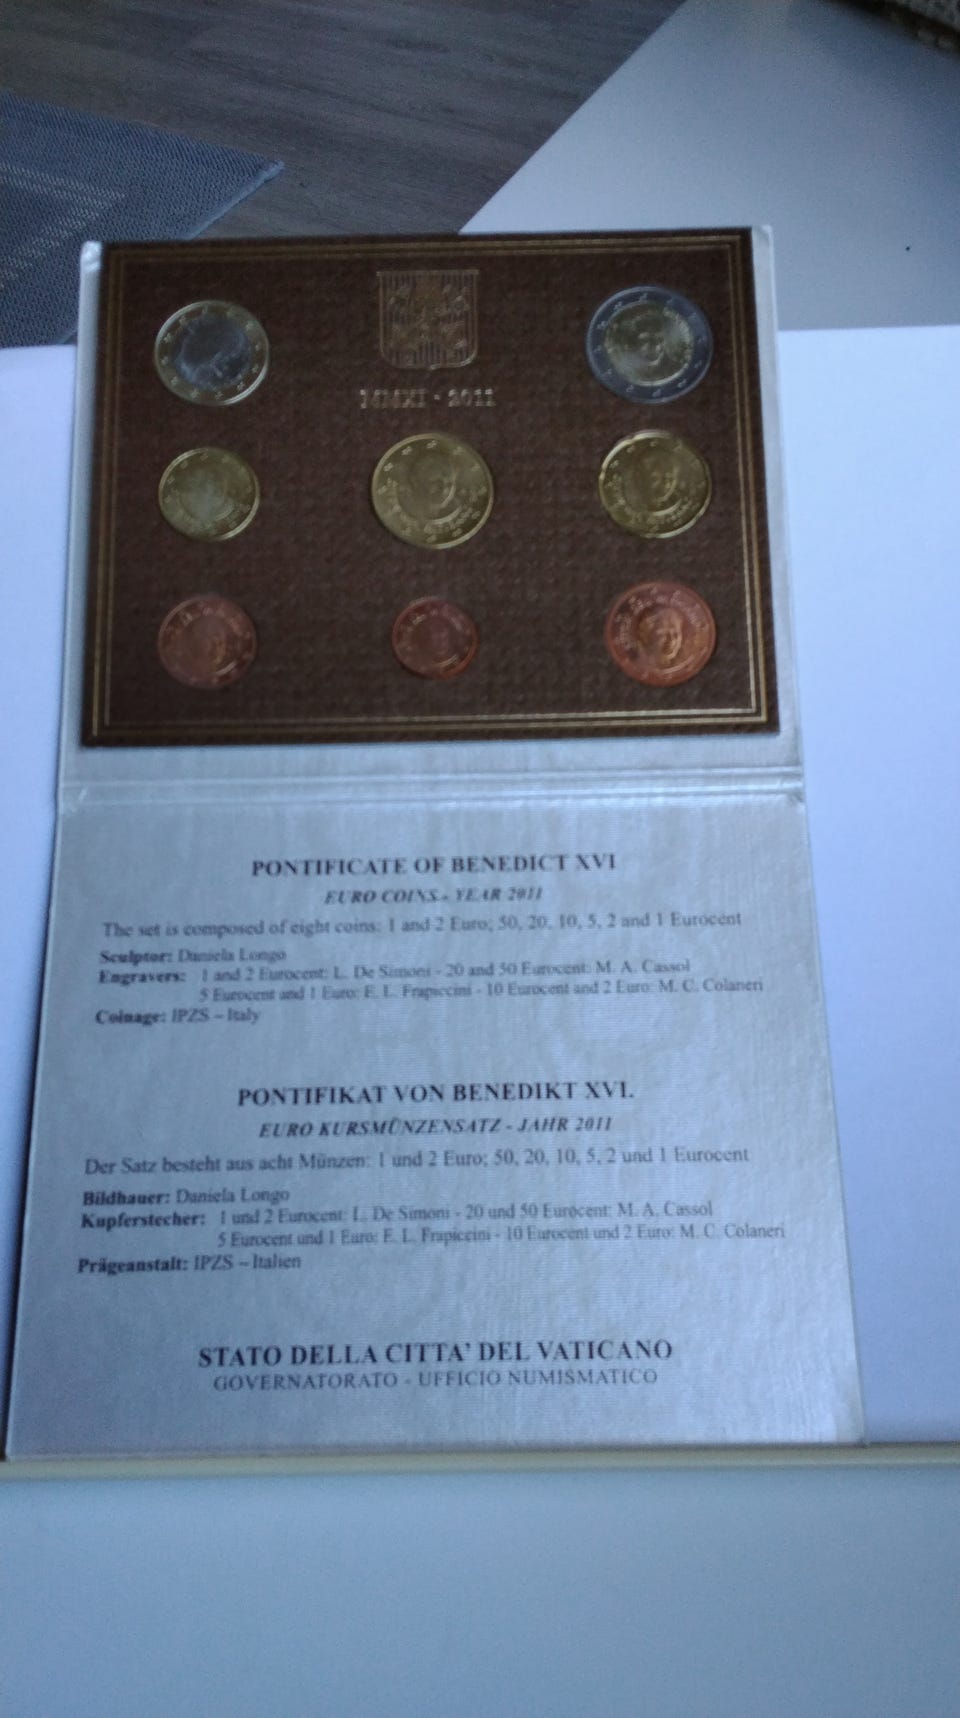 MMXI - 2011
PONTIFICATE OF BENEDICT XVI
EURO COINS - YEAR 2011
The set is composed of eight coins: 1 and 2 Euro; 50, 20, 10, 5, 2 and 1 Eurocent
Sculptor: Daniela Longo
Engravers: 1 and 2 Eurocent: L. De Simoni - 20 and 50 Eurocent: M. A. Cassol
5 Eurocent and 1 Euro: E. L. Frapiccini - 10 Eurocent and 2 Euro: M. C. Colaneri
Coinage: IPZS – Italy
PONTIFIKAT VON BENEDIKT XVI.
EURO KURSMÜNZENSATZ - JAHR 2011
Der Satz besteht aus acht Münzen: 1 und 2 Euro; 50, 20, 10, 5, 2 und 1 Eurocent
Bildhauer: Daniela Longo
Kupferstecher: 1 und 2 Eurocent: L. De Simoni - 20 und 50 Eurocent: M. A. Cassol
5 Eurocent und 1 Euro: E. L. Frapiccini - 10 Eurocent und 2 Euro: M. C. Colaneri
Prägeanstalt: IPZS – Italien
STATO DELLA CITTA' DEL VATICANO
GOVERNATORATO - UFFICIO NUMISMATICO